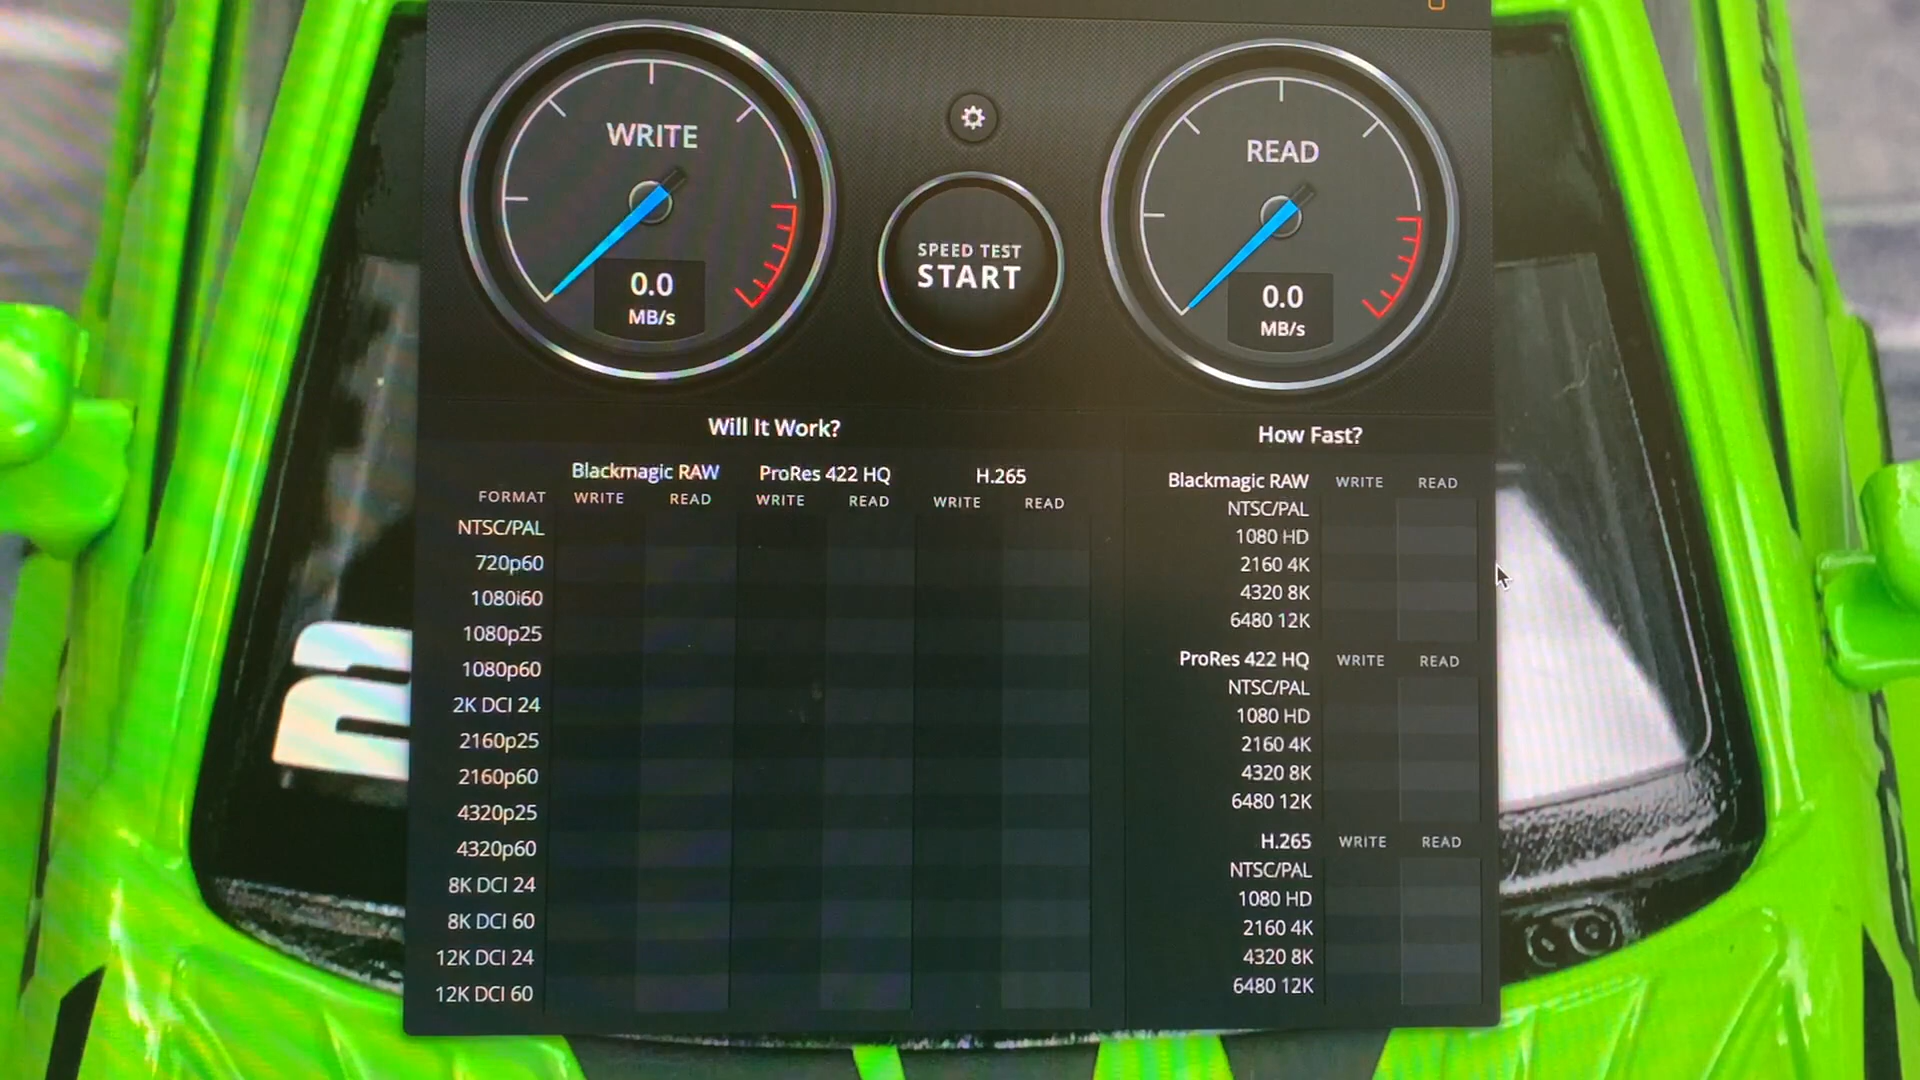 WRITE
0.0
MB/s
SPEED TEST
START
READ
0.0
MB/s
Will It Work?
Blackmagic RAW ProRes 422 HQ H.265
FORMAT WRITE READ WRITE READ WRITE READ
NTSC/PAL
720p60
1080i60
1080p25
1080p60
2K DCI 24
2160p25
2160p60
4320p25
4320p60
8K DCI 24
8K DCI 60
12K DCI 24
12K DCI 60
How Fast?
Blackmagic RAW WRITE READ
NTSC/PAL
1080 HD
2160 4K
4320 8K
6480 12K
ProRes 422 HQ WRITE READ
NTSC/PAL
1080 HD
2160 4K
4320 8K
6480 12K
H.265 WRITE READ
NTSC/PAL
1080 HD
2160 4K
4320 8K
6480 12K
2